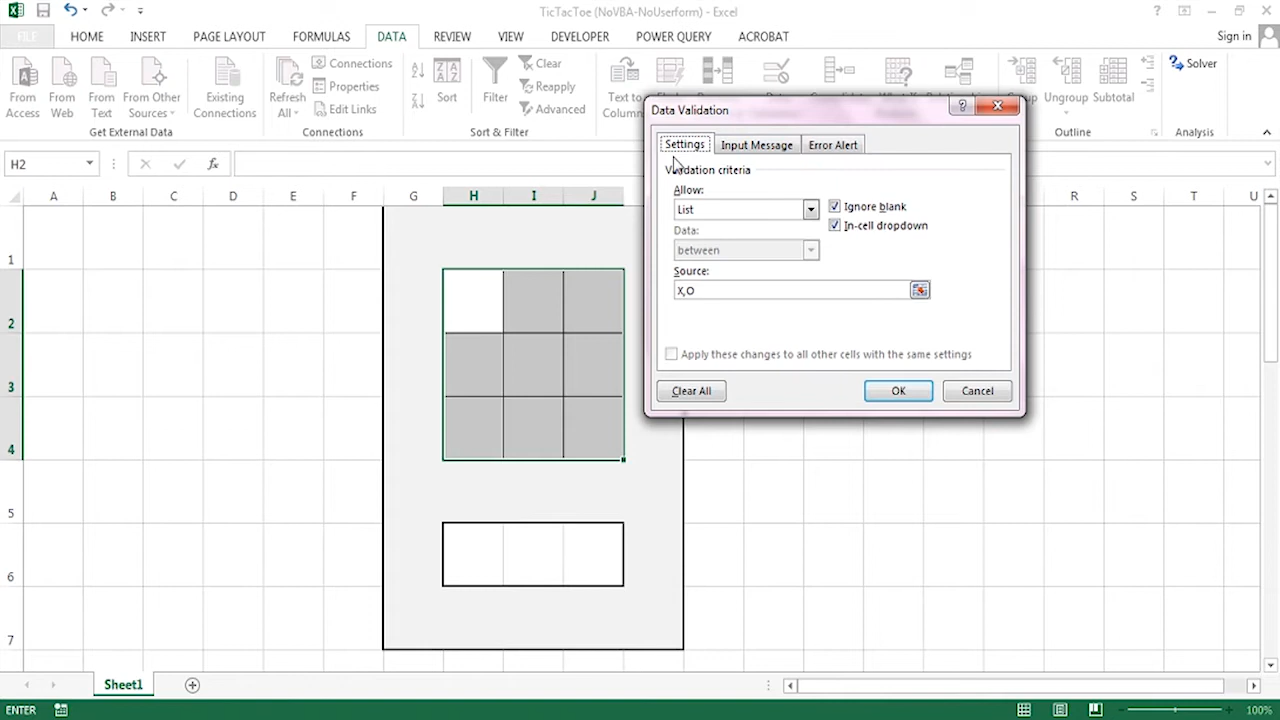 TicTacToe (NoVBA-NoUserform) - Excel
FILE HOME INSERT PAGE LAYOUT FORMULAS DATA REVIEW VIEW DEVELOPER POWER QUERY ACROBAT Sign in
From Access
From Web
From Text
From Other Sources
Existing Connections
Get External Data
Refresh All
Connections
Properties
Edit Links
Connections
Sort
Filter
Clear
Reapply
Advanced
Sort & Filter
Text to
Ungroup
Subtotal
Outline
Solver
Analysis
H2
fx
A B C D E F G H I J R S T U
1
2
3
4
5
6
7
Data Validation
Settings Input Message Error Alert
Validation criteria
Allow:
List
Ignore blank
In-cell dropdown
Data:
between
Source:
X,O
Apply these changes to all other cells with the same settings
Clear All OK Cancel
Sheet1
ENTER 100%